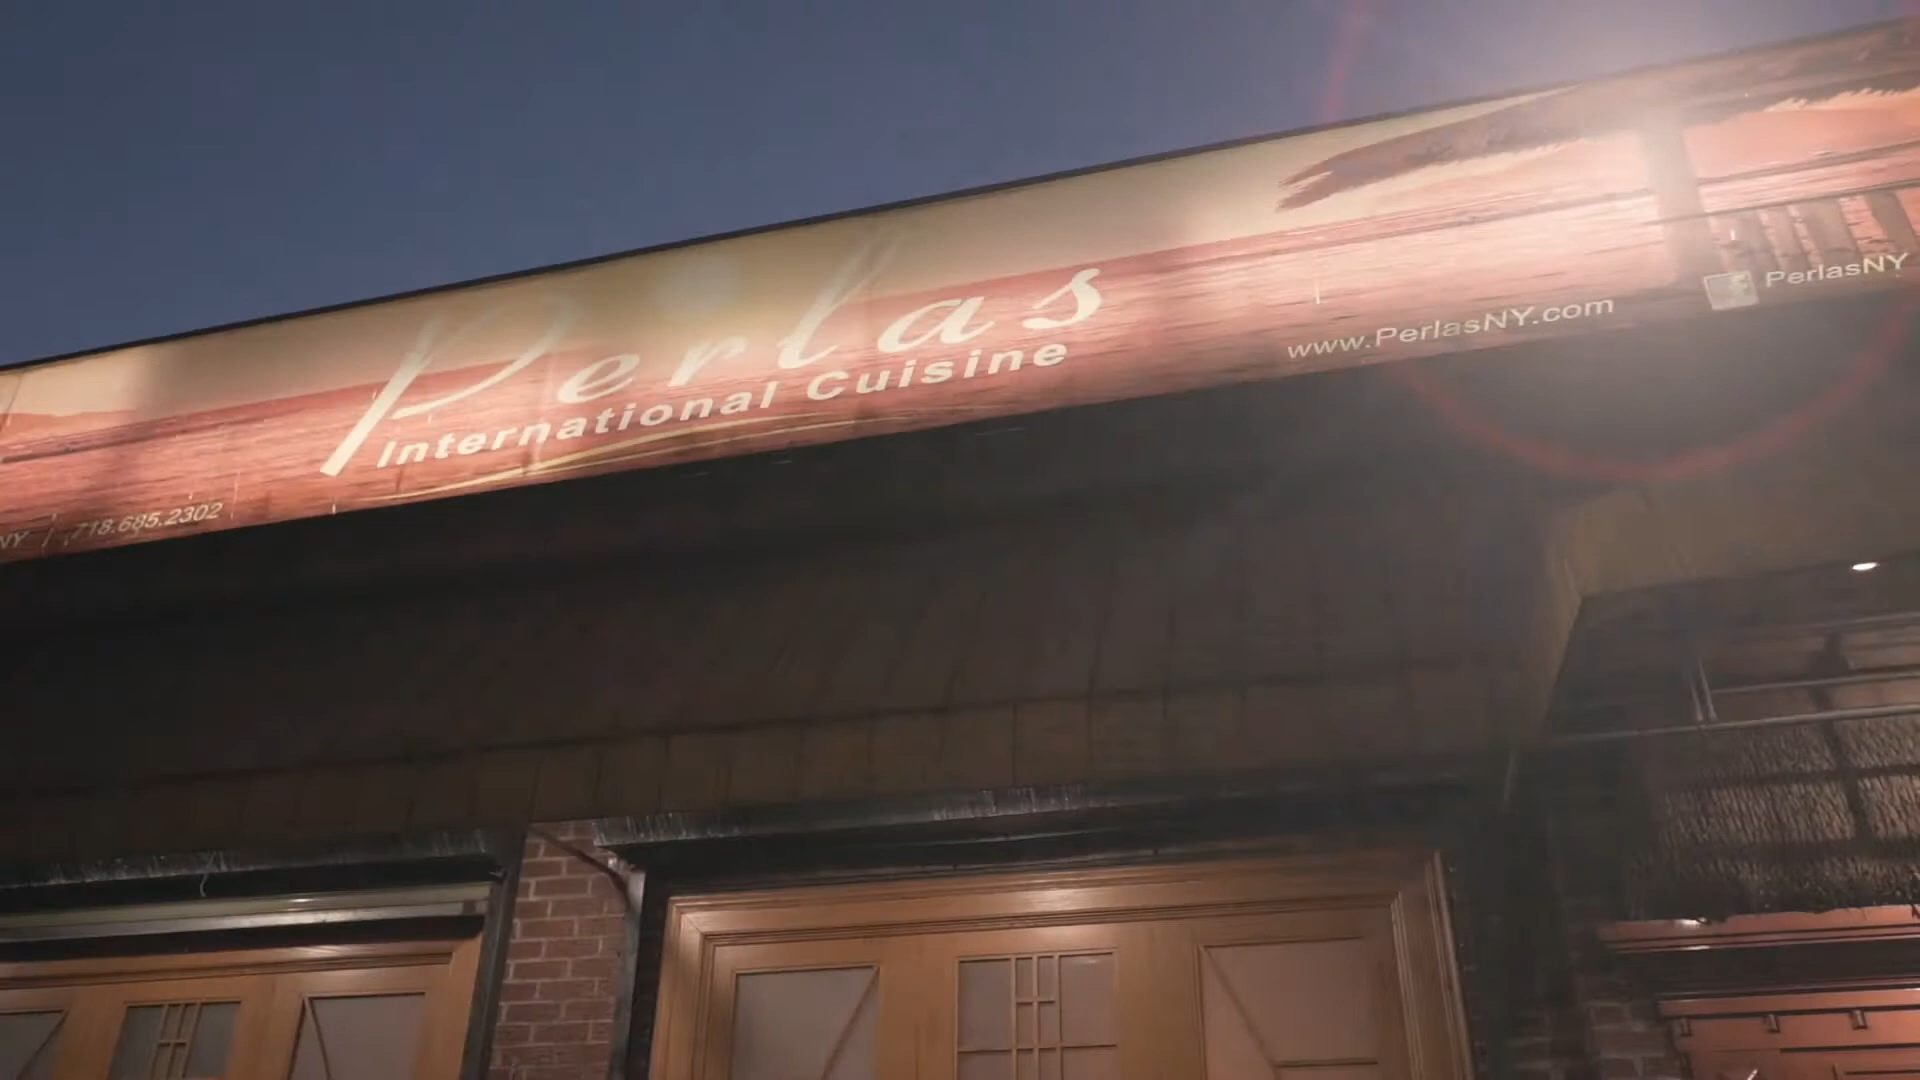 Perlas
International Cuisine
NY | 718.685.2302
www.PerlasNY.com
f PerlasNY